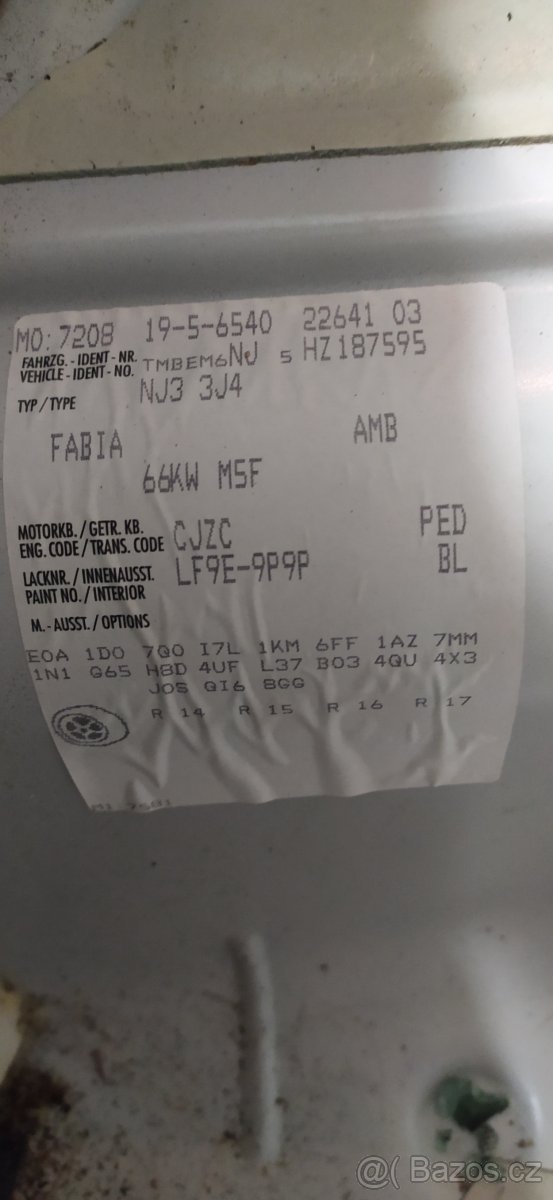 MO: 7208 19-5-6540 22641 03
FAHRZG. - IDENT - NR.
VEHICLE - IDENT - NO. TMBEM6NJ 5 HZ187595
TYP / TYPE NJ3 3J4
FABIA AMB
66KW M5F
MOTORKB. / GETR. KB.
ENG. CODE / TRANS. CODE CJZC PED
LACKNR. / INNENAUSST.
PAINT NO. / INTERIOR LF9E-9P9P BL
M. - AUSST. / OPTIONS
E0A 1D0 7Q0 I7L 1KM 6FF 1AZ 7MM
1N1 G65 H8D 4UF L37 B03 4QU 4X3
J0S QI6 8GG
R 14 R 15 R 16 R 17
@( Bazoš.cz